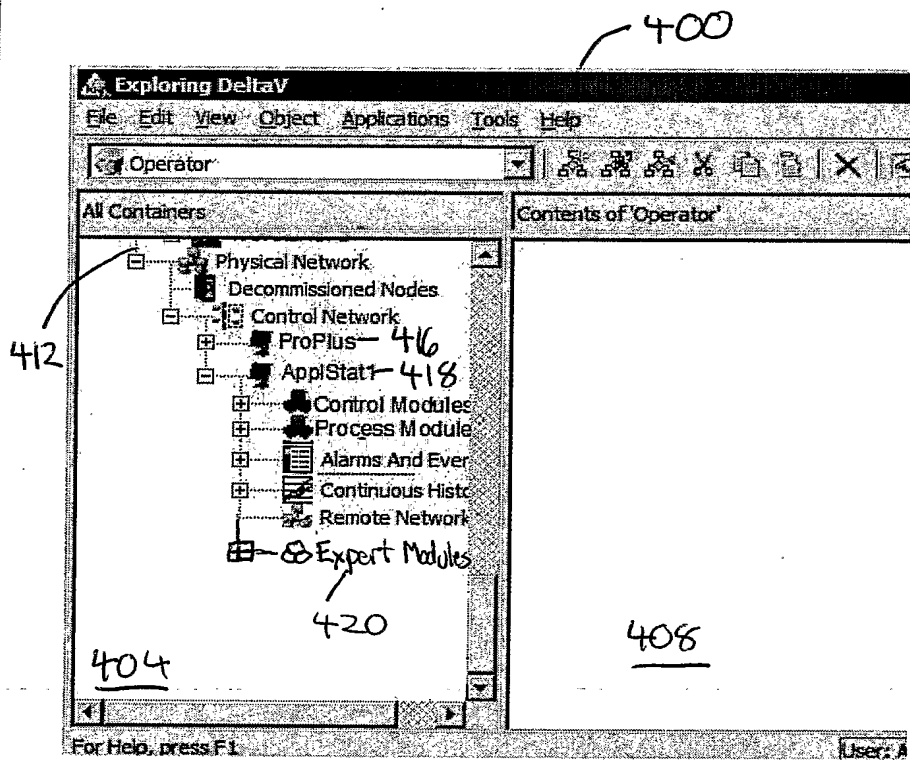 400
Exploring DeltaV
File Edit View Object Applications Tools Help
Operator
All Containers
Contents of 'Operator'
Physical Network
Decommissioned Nodes
Control Network
412
ProPlus 416
ApplStat1 418
Control Modules
Process Module
Alarms And Ever
Continuous Histo
Remote Network
Expert Modules
420
404
408
For Help, press F1
User: A